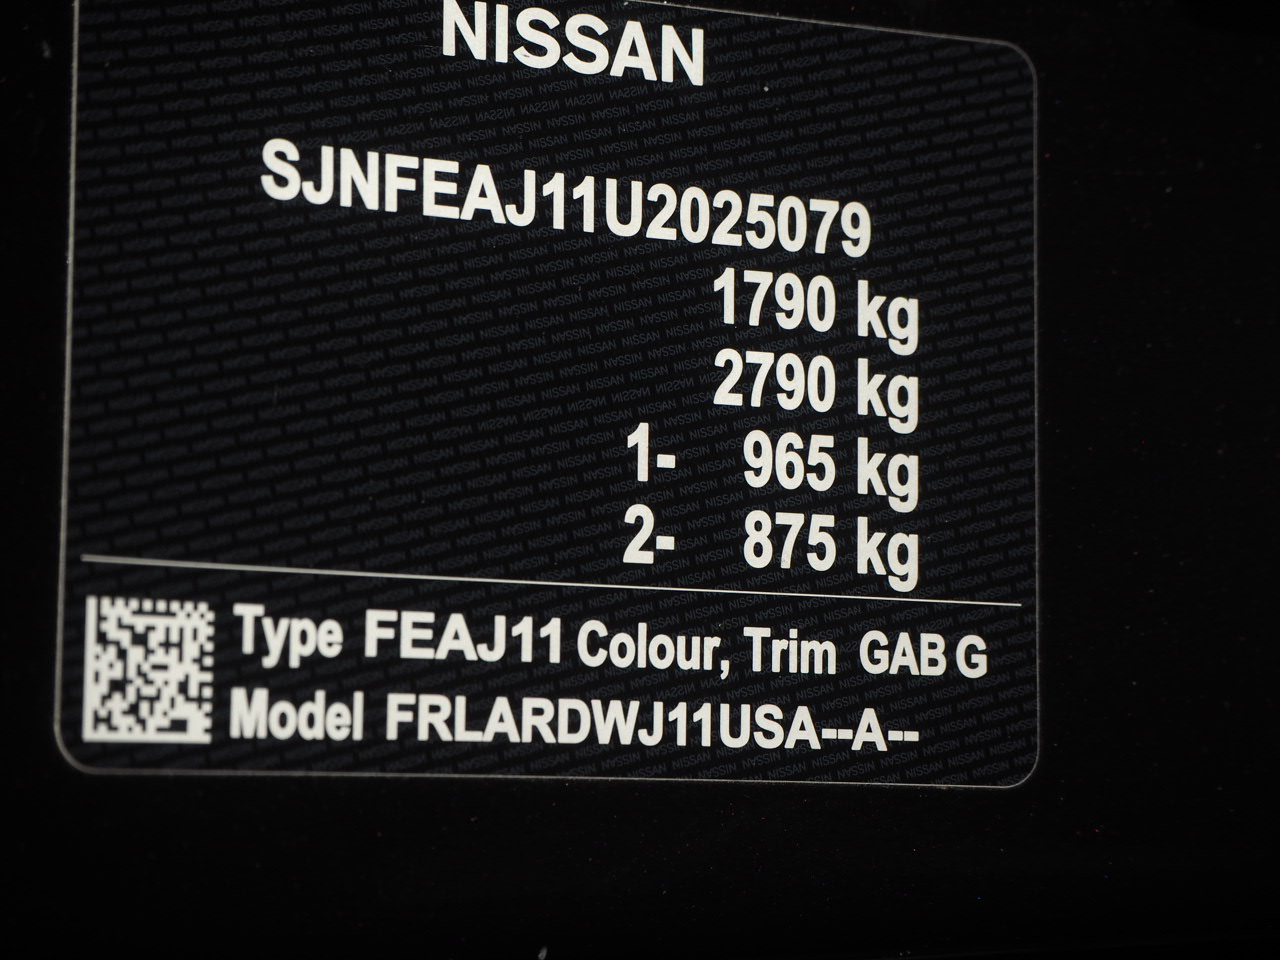 NISSAN
SJNFEAJ11U2025079
1790 kg
2790 kg
1- 965 kg
2- 875 kg
Type FEAJ11 Colour, Trim GAB G
Model FRLARDWJ11USA--A--